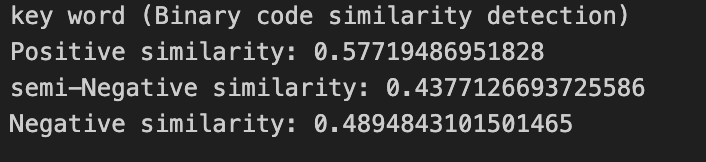 key word (Binary code similarity detection)
Positive similarity: 0.57719486951828
semi-Negative similarity: 0.4377126693725586
Negative similarity: 0.4894843101501465